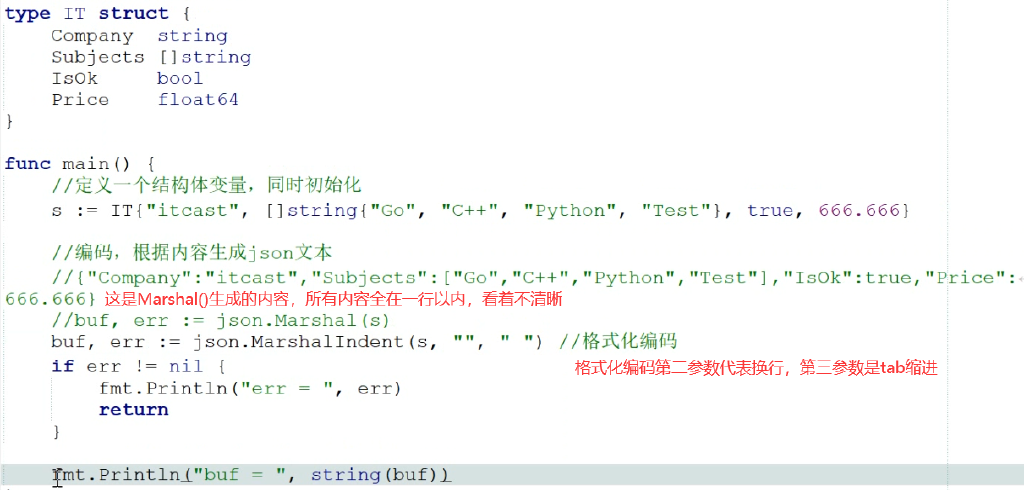 type IT struct {
Company string
Subjects []string
IsOk bool
Price float64
}
func main() {
//定义一个结构体变量，同时初始化
s := IT{"itcast", []string{"Go", "C++", "Python", "Test"}, true, 666.666}
//编码，根据内容生成json文本
//{"Company":"itcast","Subjects":["Go","C++","Python","Test"],"IsOk":true,"Price":
666.666} 这是Marshal()生成的内容，所有内容全在一行以内，看着不清晰
//buf, err := json.Marshal(s)
buf, err := json.MarshalIndent(s, "", " ") //格式化编码
if err != nil {
格式化编码第二参数代表换行，第三参数是tab缩进
fmt.Println("err = ", err)
return
}
fmt.Println("buf = ", string(buf))